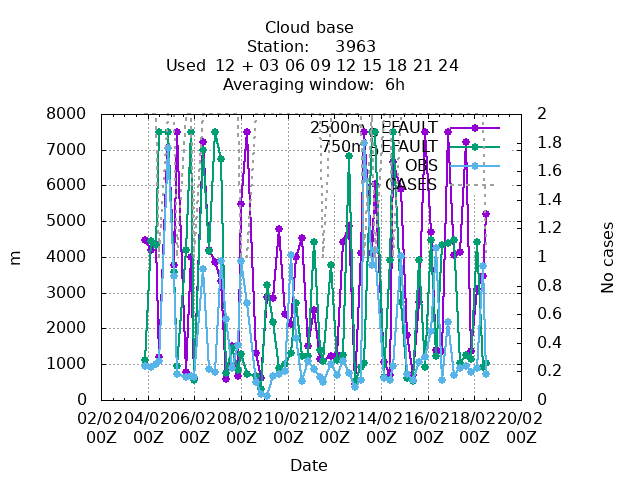 Cloud base
Station: 3963
Used 12 + 03 06 09 12 15 18 21 24
Averaging window: 6h
8000
7000
6000
5000
4000
3000
2000
1000
0
m
2
1.8
1.6
1.4
1.2
1
0.8
0.6
0.4
0.2
0
No cases
OBS
CASES
02/02 04/02 06/02 08/02 10/02 12/02 14/02 16/02 18/02 20/02
00Z 00Z 00Z 00Z 00Z 00Z 00Z 00Z 00Z 00Z
Date